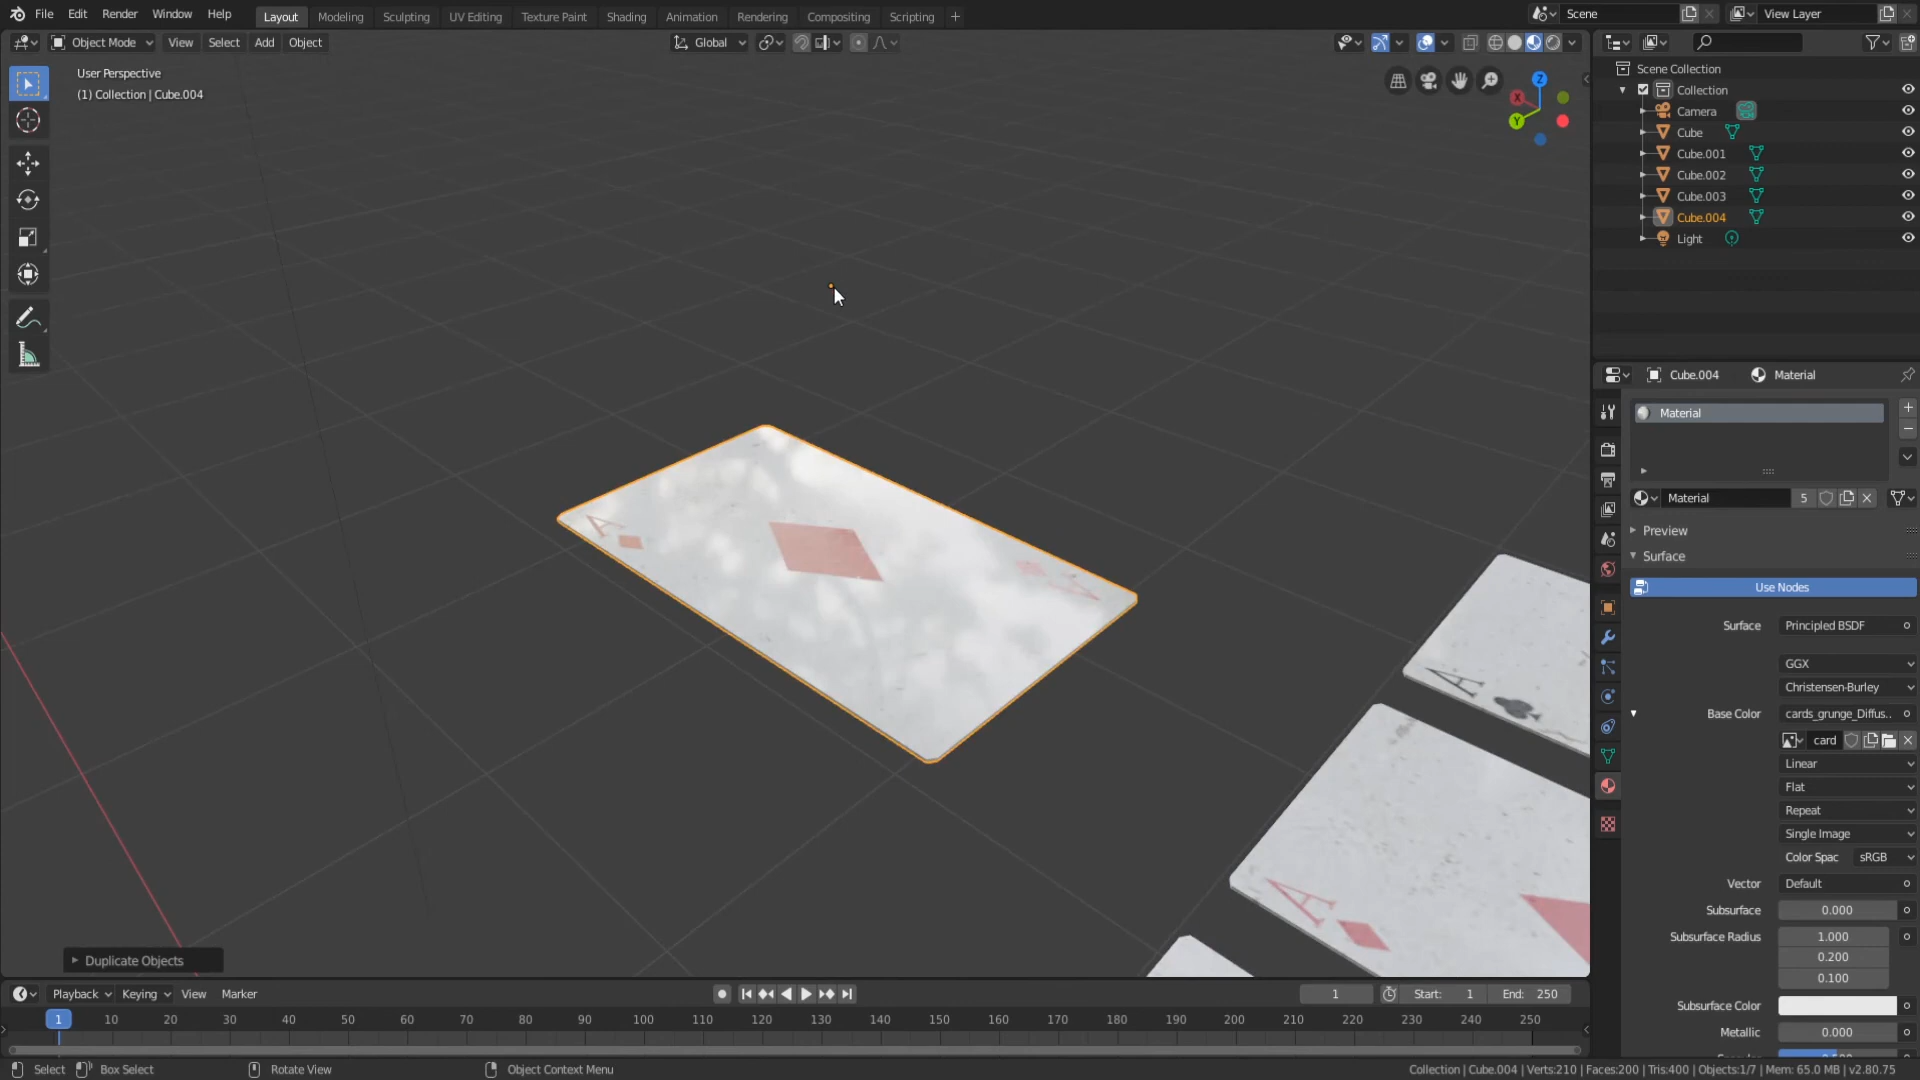 File Edit Render Window Help Layout Modeling Sculpting UV Editing Texture Paint Shading Animation Rendering Compositing Scripting + Scene View Layer
Object Mode View Select Add Object Global
User Perspective
(1) Collection | Cube.004
Z
X
Y
Scene Collection
Collection
Camera
Cube
Cube.001
Cube.002
Cube.003
Cube.004
Light
Cube.004 Material
Material
Material 5
Preview
Surface
Use Nodes
Surface Principled BSDF
GGX
Christensen-Burley
Base Color cards_grunge_Diffus..
card
Linear
Flat
Repeat
Single Image
Color Spac sRGB
Vector Default
Subsurface 0.000
Subsurface Radius 1.000
0.200
0.100
Subsurface Color
Metallic 0.000
A
A
A
A
Duplicate Objects
Playback Keying View Marker 1 Start: 1 End: 250
1 10 20 30 40 50 60 70 80 90 100 110 120 130 140 150 160 170 180 190 200 210 220 230 240 250
Select Box Select Rotate View Object Context Menu Collection | Cube.004 | Verts:210 | Faces:200 | Tris:400 | Objects:1/7 | Mem: 65.0 MB | v2.80.75